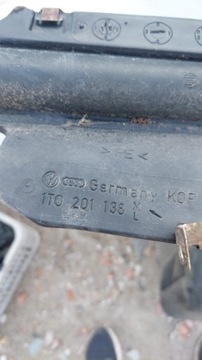 >PE<
Germany KOF
1T0 201 136 X
L